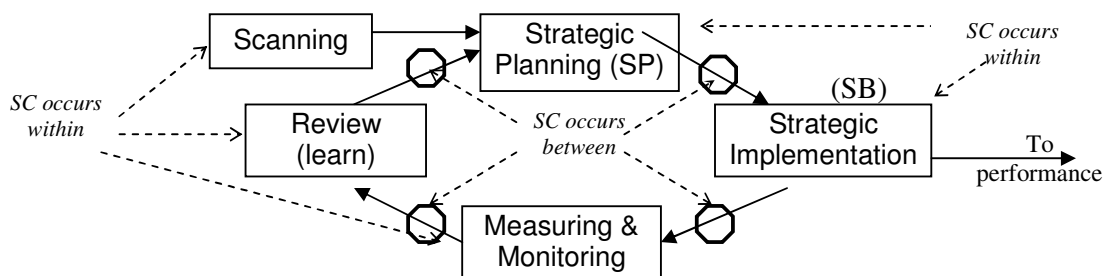 Scanning
Strategic
Planning (SP)
SC occurs
within
SC occurs
within
(SB)
Review
(learn)
SC occurs
between
Strategic
Implementation
To
performance
Measuring &
Monitoring